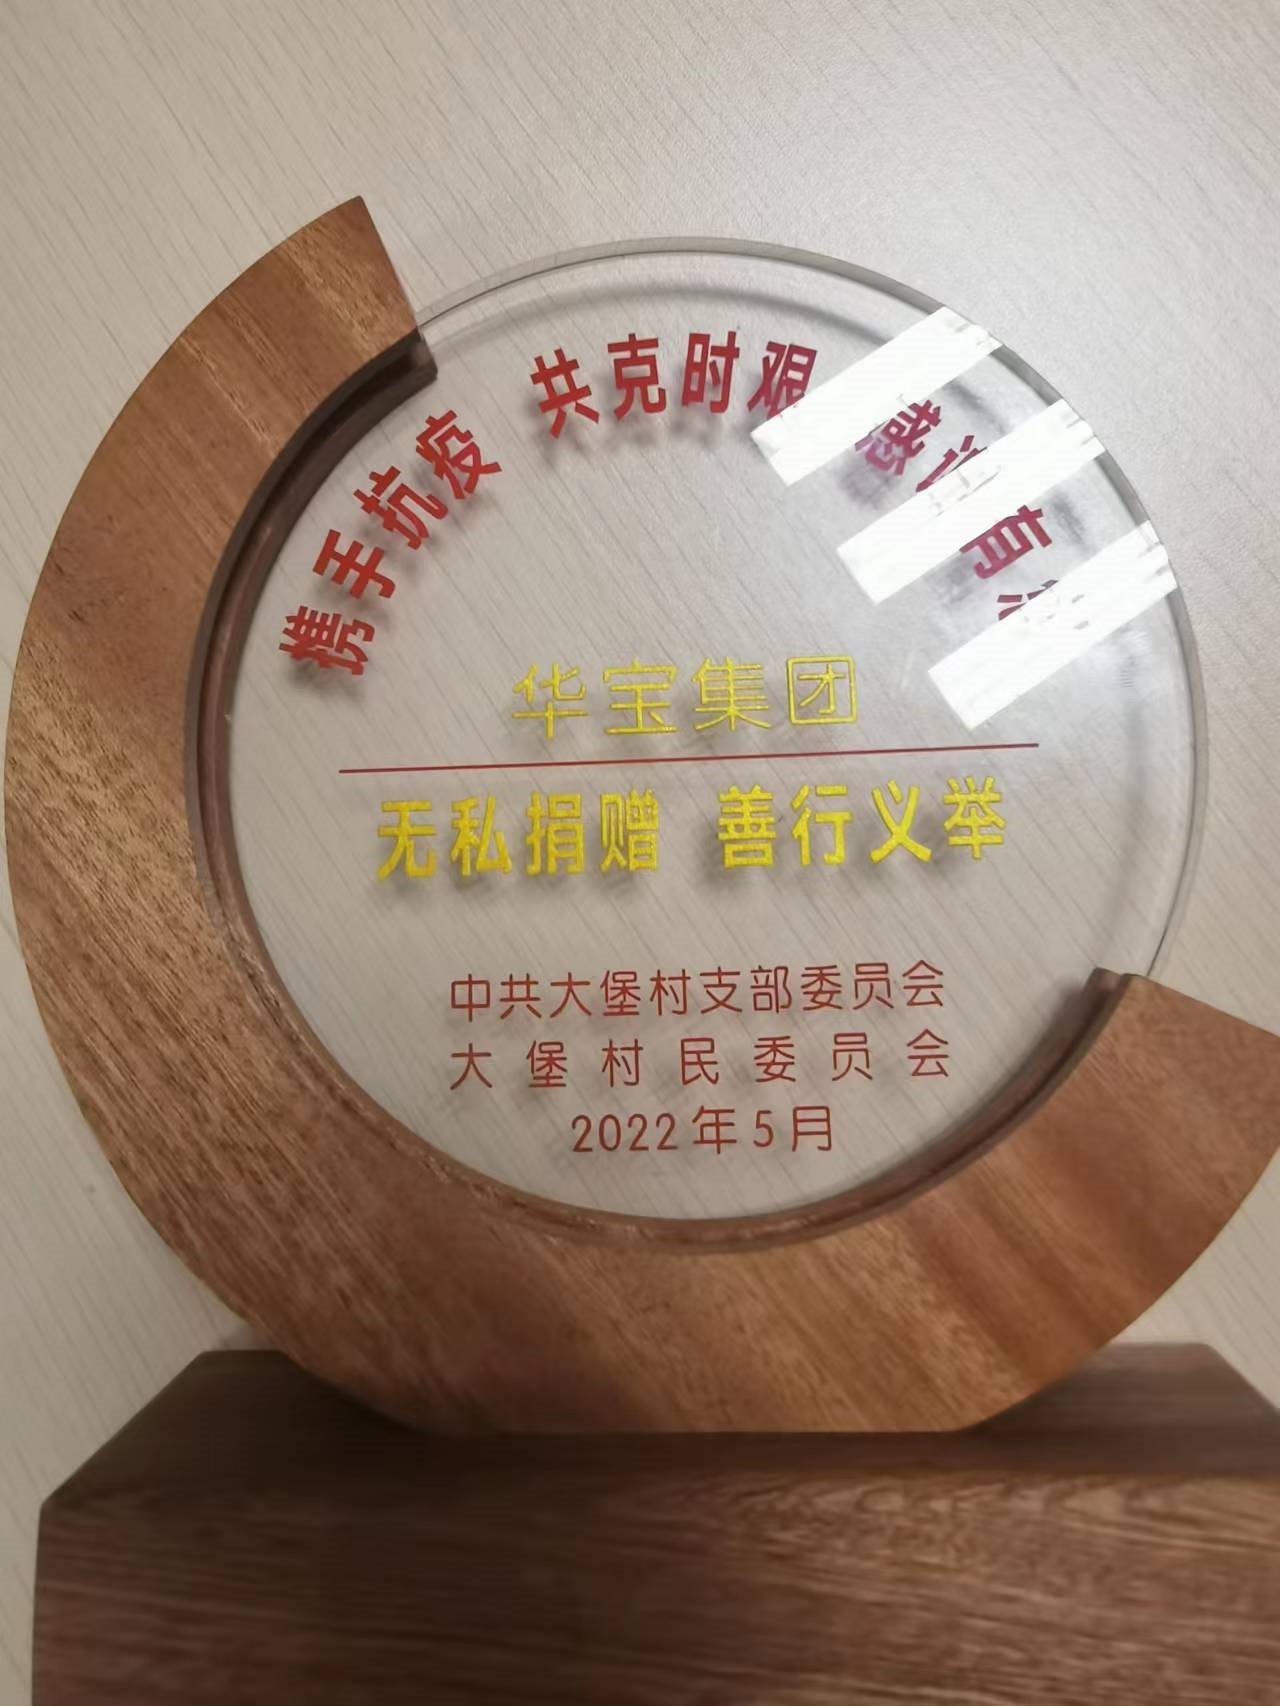 携手抗疫 共克时艰 感 有
华宝集团
无私捐赠 善行义举
中共大堡村支部委员会
大堡村民委员会
2022年5月